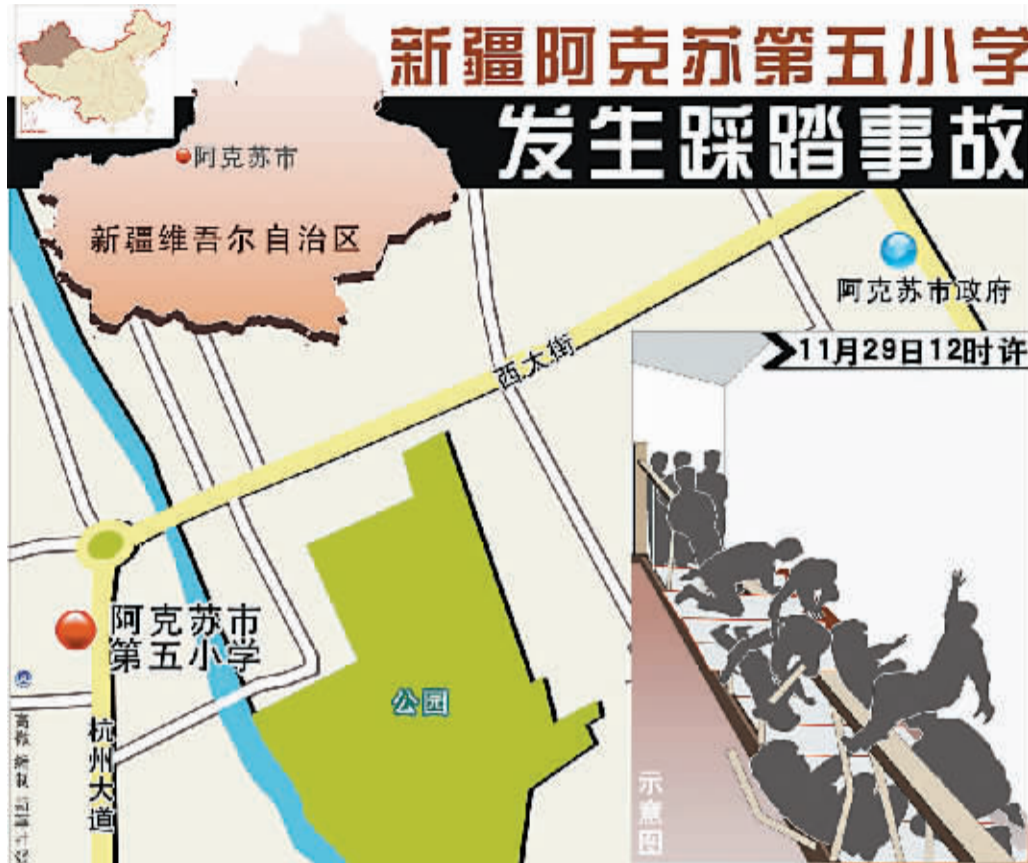 新疆阿克苏第五小学
发生踩踏事故
阿克苏市
新疆维吾尔自治区
阿克苏市政府
西大街
11月29日12时许
阿克苏市
第五小学
公园
杭州大道
示意图